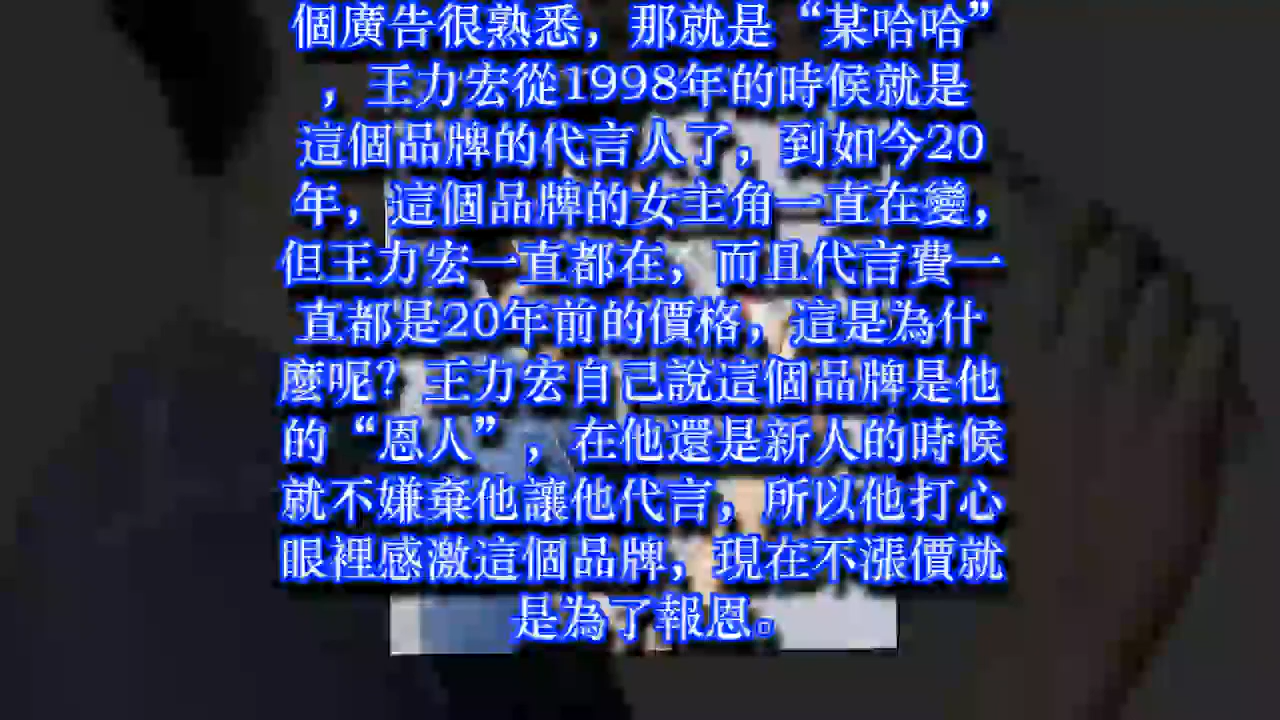 個廣告很熟悉，那就是“某哈哈”
，王力宏從1998年的時候就是
這個品牌的代言人了，到如今20
年，這個品牌的女主角一直在變，
但王力宏一直都在，而且代言費一
直都是20年前的價格，這是為什
麼呢？王力宏自己說這個品牌是他
的“恩人”，在他還是新人的時候
就不嫌棄他讓他代言，所以他打心
眼裡感激這個品牌，現在不漲價就
是為了報恩。